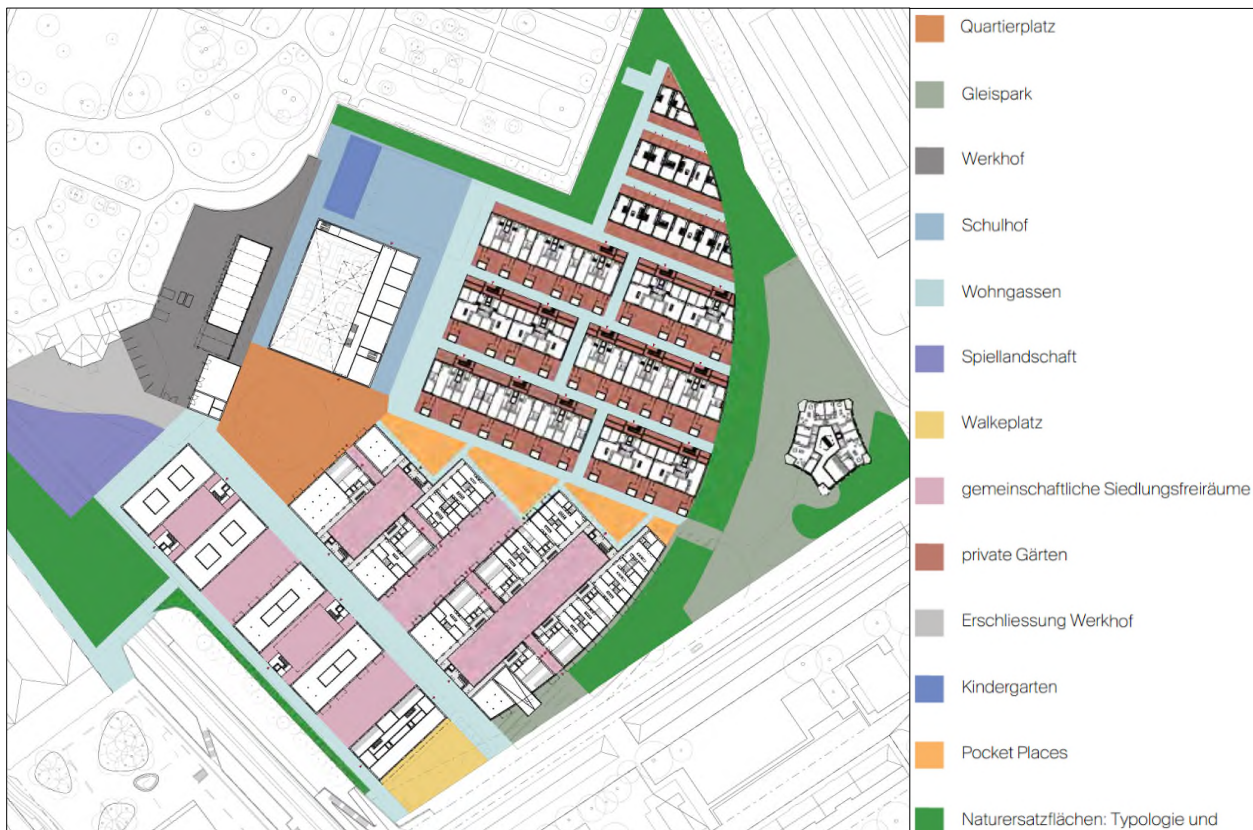 Quartierplatz
Gleispark
Werkhof
Schulhof
Wohngassen
Spiellandschaft
Walkeplatz
gemeinschaftliche Siedlungsfreiräume
private Gärten
Erschliessung Werkhof
Kindergarten
Pocket Places
Naturersatzflächen: Typologie und